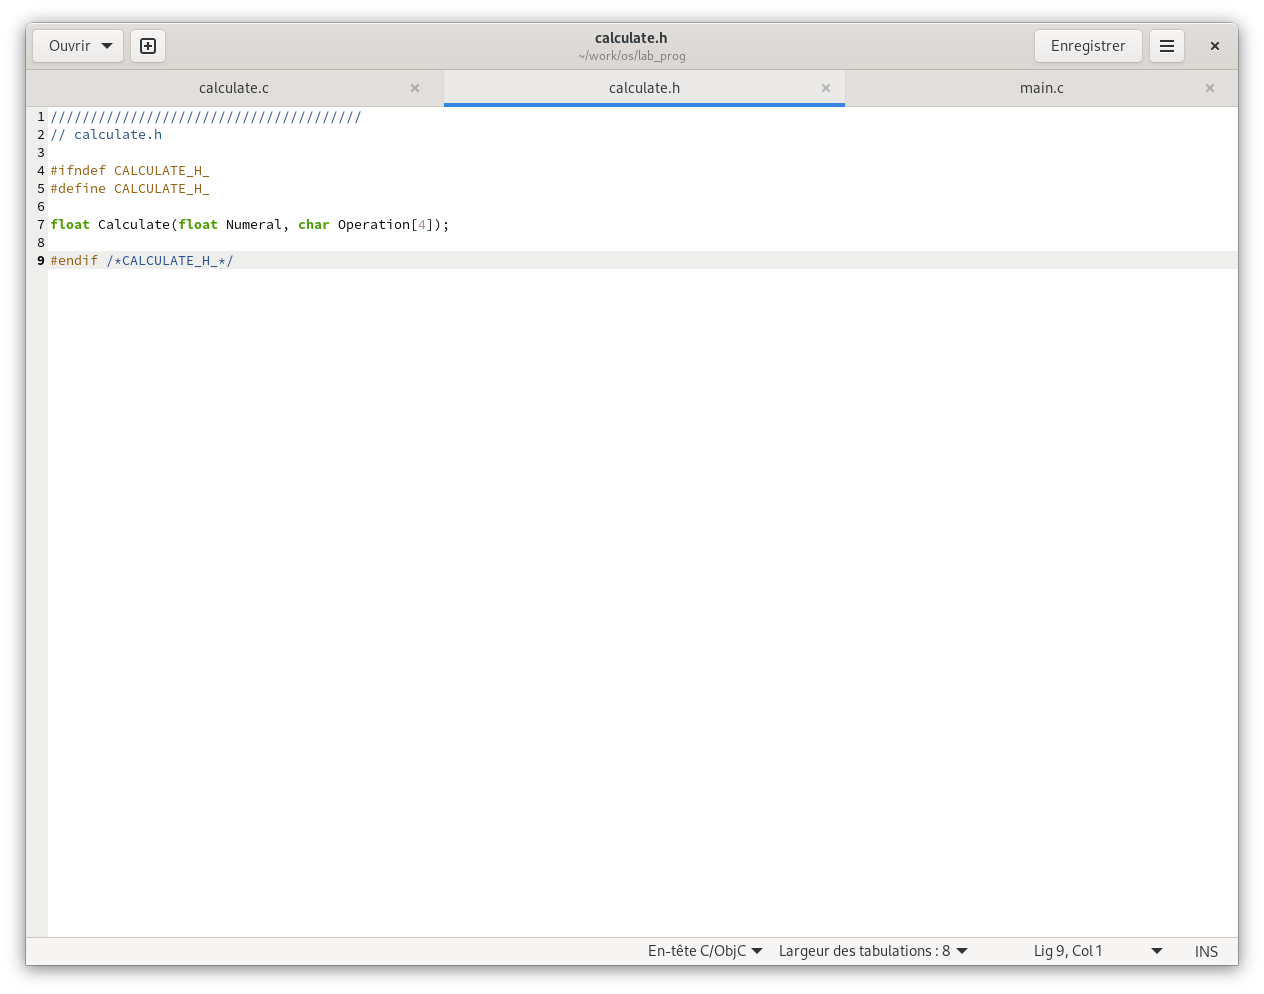 Ouvrir
calculate.h
~/work/os/lab_prog
Enregistrer
calculate.c
calculate.h
main.c
1 ///////////////////////////////////////
2 // calculate.h
3
4 #ifndef CALCULATE_H_
5 #define CALCULATE_H_
6
7 float Calculate(float Numeral, char Operation[4]);
8
9 #endif /*CALCULATE_H_*/
En-tête C/ObjC Largeur des tabulations : 8 Lig 9, Col 1 INS